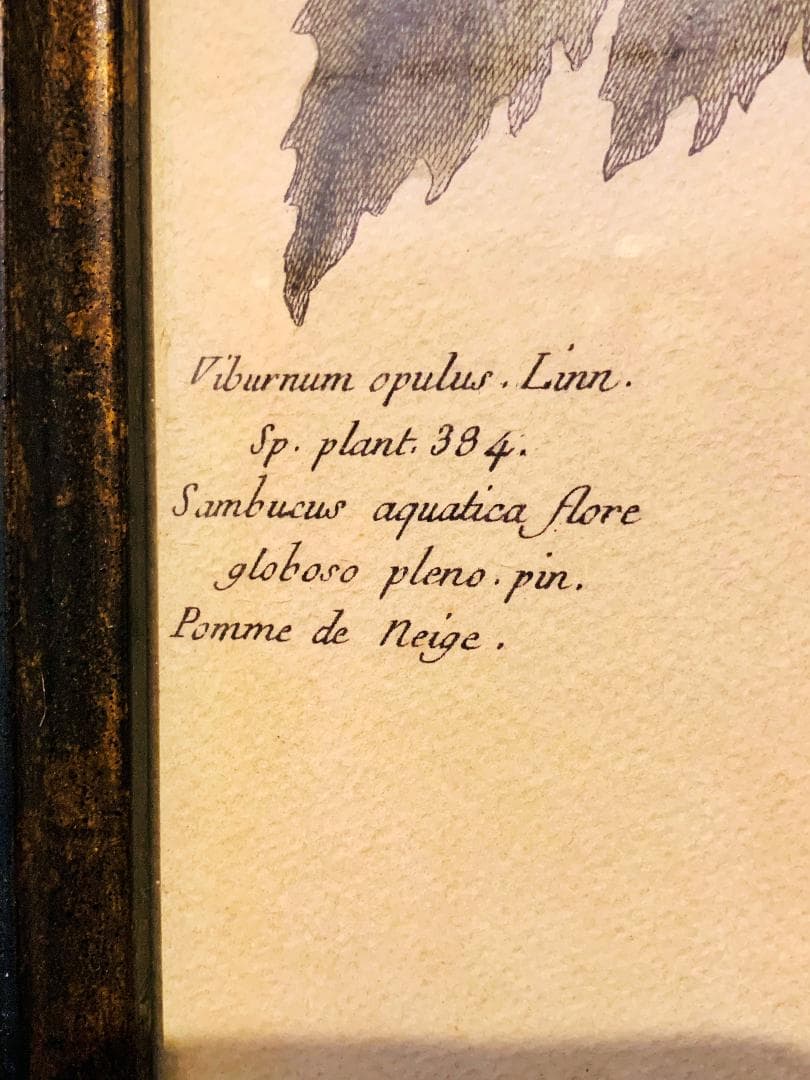 Viburnum opulus. Linn.
Sp. plant. 384.
Sambucus aquatica flore
globoso pleno. pin.
Pomme de Neige.